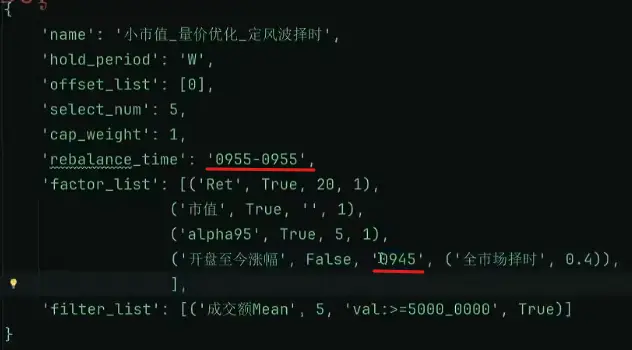 {
'name': '小市值_量价优化_定风波择时',
'hold_period': 'W',
'offset_list': [0],
'select_num': 5,
'cap_weight': 1,
'rebalance_time': '0955-0955',
'factor_list': [('Ret', True, 20, 1),
('市值', True, '', 1),
('alpha95', True, 5, 1),
('开盘至今涨幅', False, '0945', ('全市场择时', 0.4)),
],
'filter_list': [('成交额Mean', 5, 'val:>=5000_0000', True)]
}